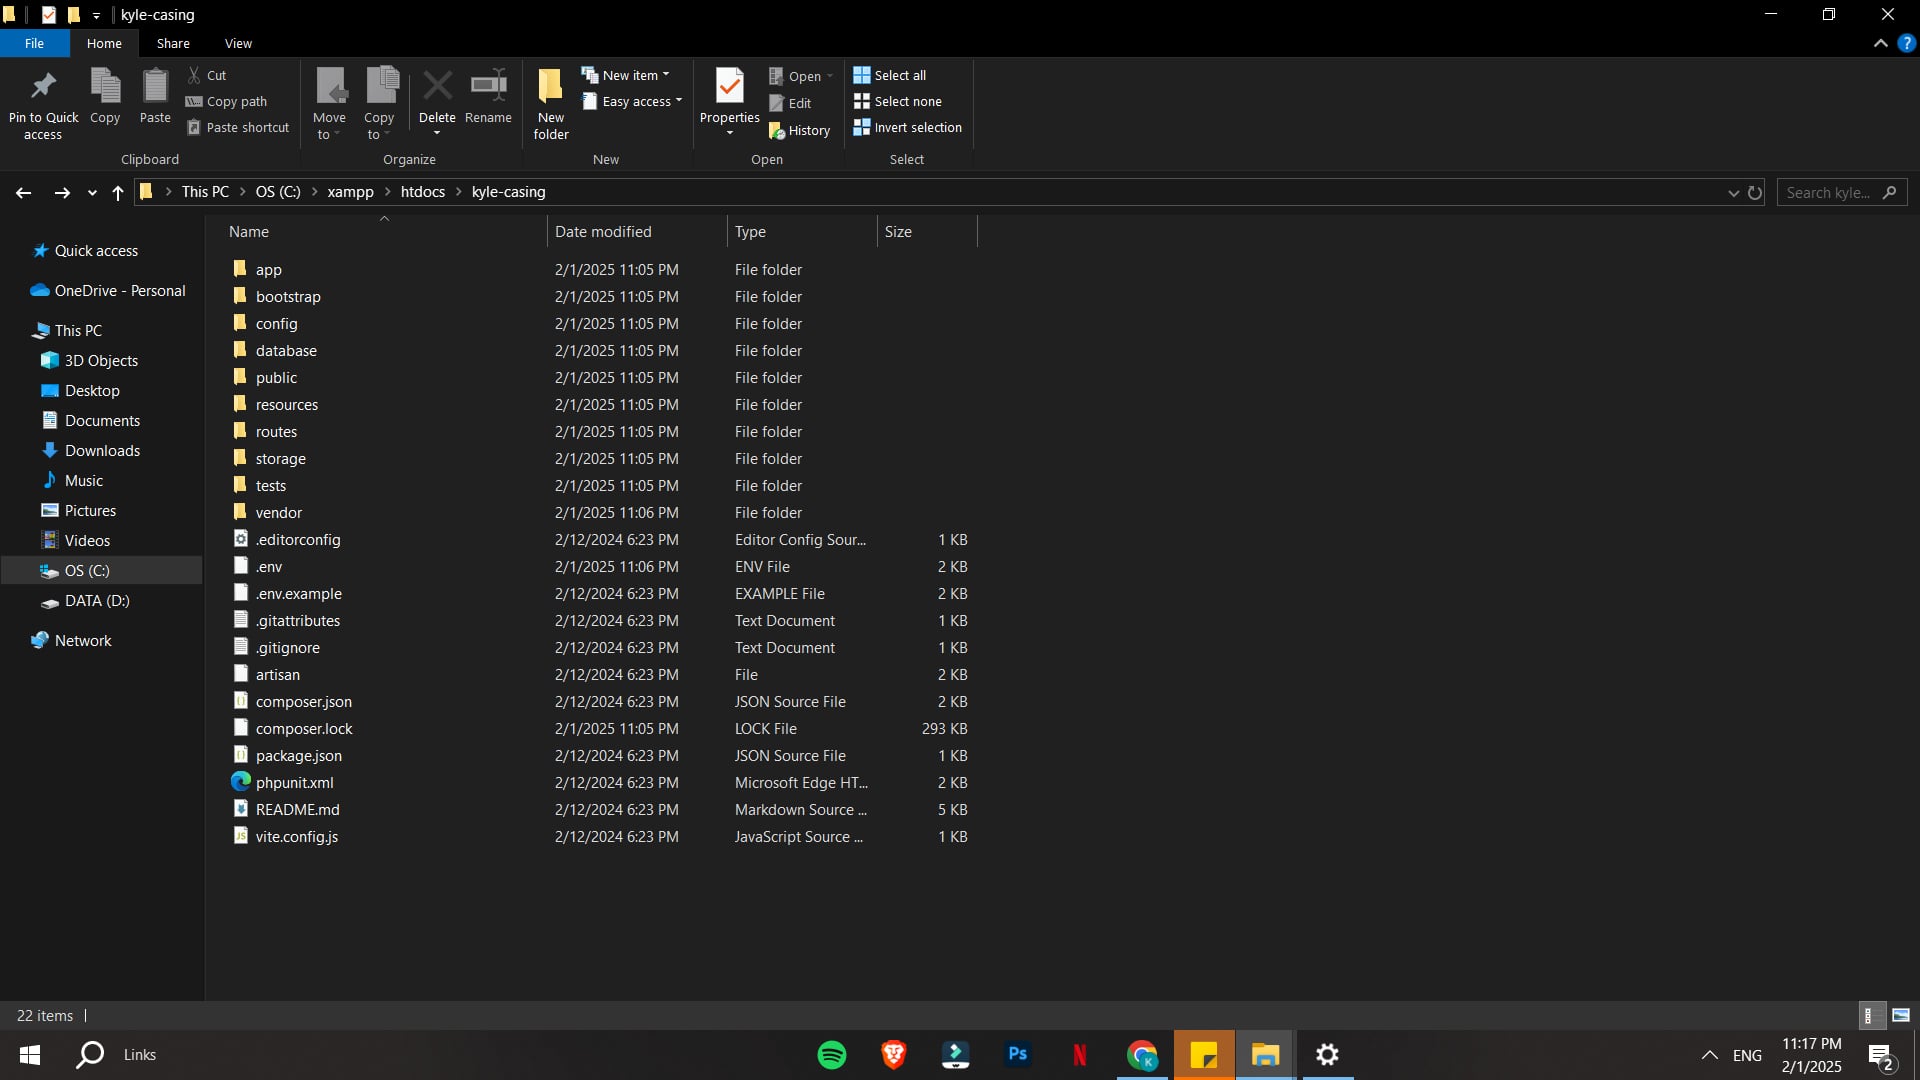 kyle-casing
File Home Share View
Pin to Quick access
Copy
Paste
Cut
Copy path
Paste shortcut
Clipboard
Move to
Copy to
Delete
Rename
Organize
New folder
New item
Easy access
New
Properties
Open
Edit
History
Open
Select all
Select none
Invert selection
Select
This PC > OS (C:) > xampp > htdocs > kyle-casing
Search kyle...
Quick access
OneDrive - Personal
This PC
3D Objects
Desktop
Documents
Downloads
Music
Pictures
Videos
OS (C:)
DATA (D:)
Network
Name Date modified Type Size
app 2/1/2025 11:05 PM File folder
bootstrap 2/1/2025 11:05 PM File folder
config 2/1/2025 11:05 PM File folder
database 2/1/2025 11:05 PM File folder
public 2/1/2025 11:05 PM File folder
resources 2/1/2025 11:05 PM File folder
routes 2/1/2025 11:05 PM File folder
storage 2/1/2025 11:05 PM File folder
tests 2/1/2025 11:05 PM File folder
vendor 2/1/2025 11:06 PM File folder
.editorconfig 2/12/2024 6:23 PM Editor Config Sour... 1 KB
.env 2/1/2025 11:06 PM ENV File 2 KB
.env.example 2/12/2024 6:23 PM EXAMPLE File 2 KB
.gitattributes 2/12/2024 6:23 PM Text Document 1 KB
.gitignore 2/12/2024 6:23 PM Text Document 1 KB
artisan 2/12/2024 6:23 PM File 2 KB
composer.json 2/12/2024 6:23 PM JSON Source File 2 KB
composer.lock 2/1/2025 11:05 PM LOCK File 293 KB
package.json 2/12/2024 6:23 PM JSON Source File 1 KB
phpunit.xml 2/12/2024 6:23 PM Microsoft Edge HT... 2 KB
README.md 2/12/2024 6:23 PM Markdown Source ... 5 KB
vite.config.js 2/12/2024 6:23 PM JavaScript Source ... 1 KB
22 items
Links
Ps
N
K
ENG
11:17 PM
2/1/2025
2